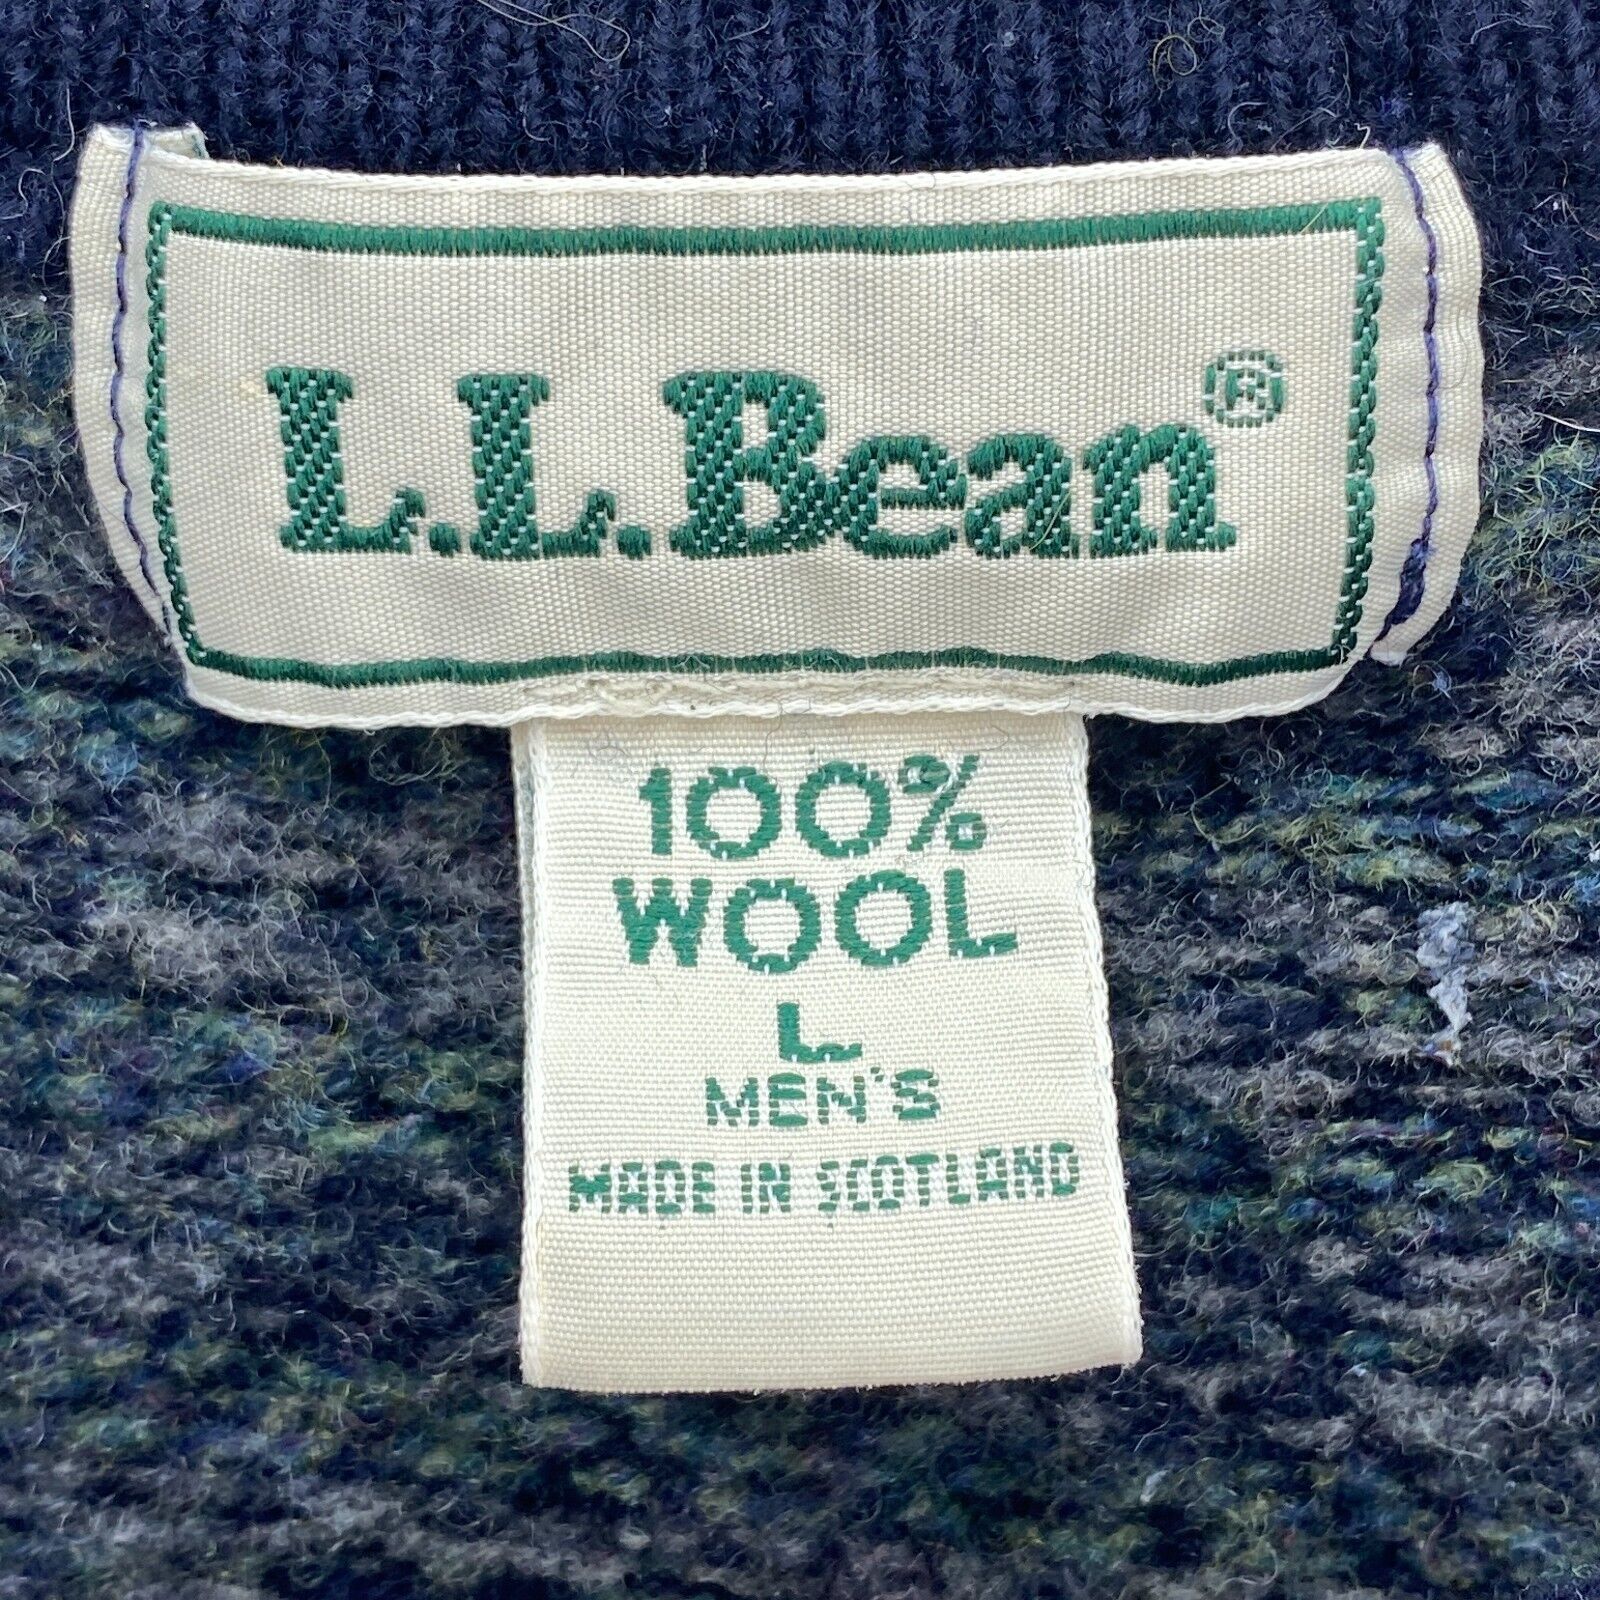 L.L.Bean®
100%
WOOL
L
MEN'S
MADE IN SCOTLAND